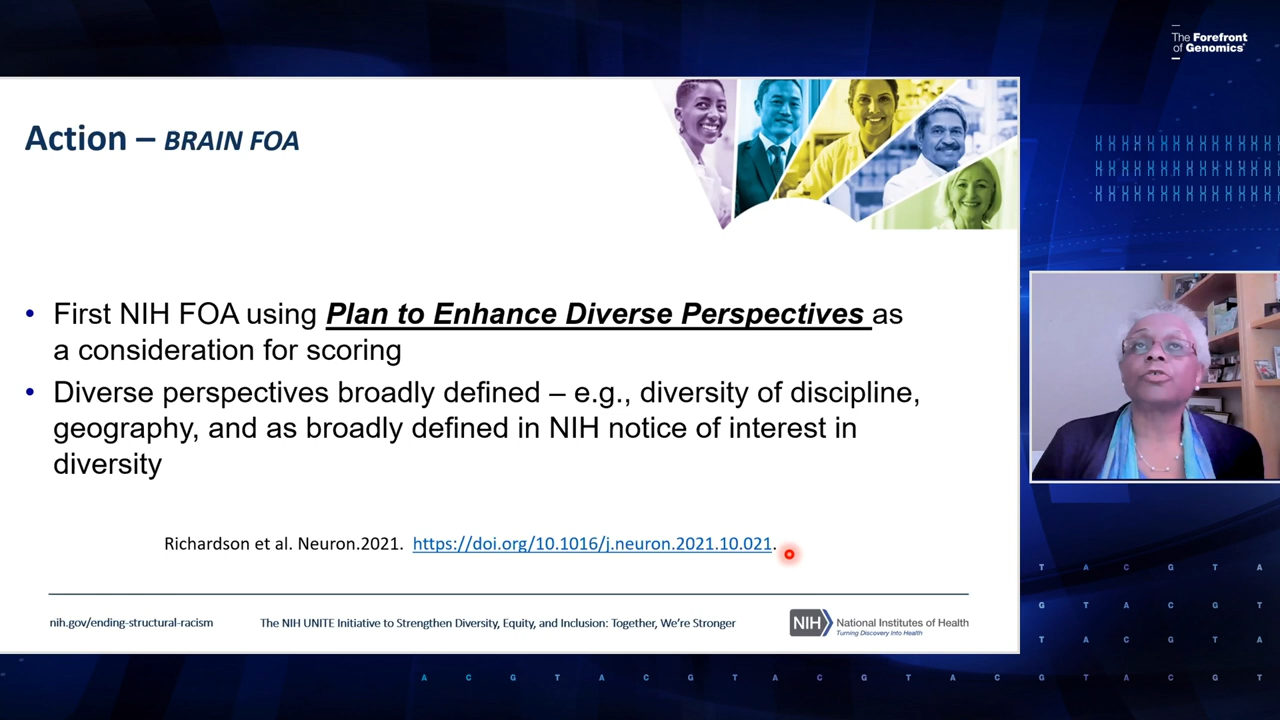 The Forefront
of Genomics®
Action – BRAIN FOA
• First NIH FOA using Plan to Enhance Diverse Perspectives as
a consideration for scoring
• Diverse perspectives broadly defined – e.g., diversity of discipline,
geography, and as broadly defined in NIH notice of interest in
diversity
Richardson et al. Neuron.2021. https://doi.org/10.1016/j.neuron.2021.10.021.
nih.gov/ending-structural-racism
The NIH UNITE Initiative to Strengthen Diversity, Equity, and Inclusion: Together, We're Stronger
NIH National Institutes of Health
Turning Discovery Into Health
T A C G T A
G T A C G T
T A C G T A
A C G T A C G T A C G T A C G T A C G T